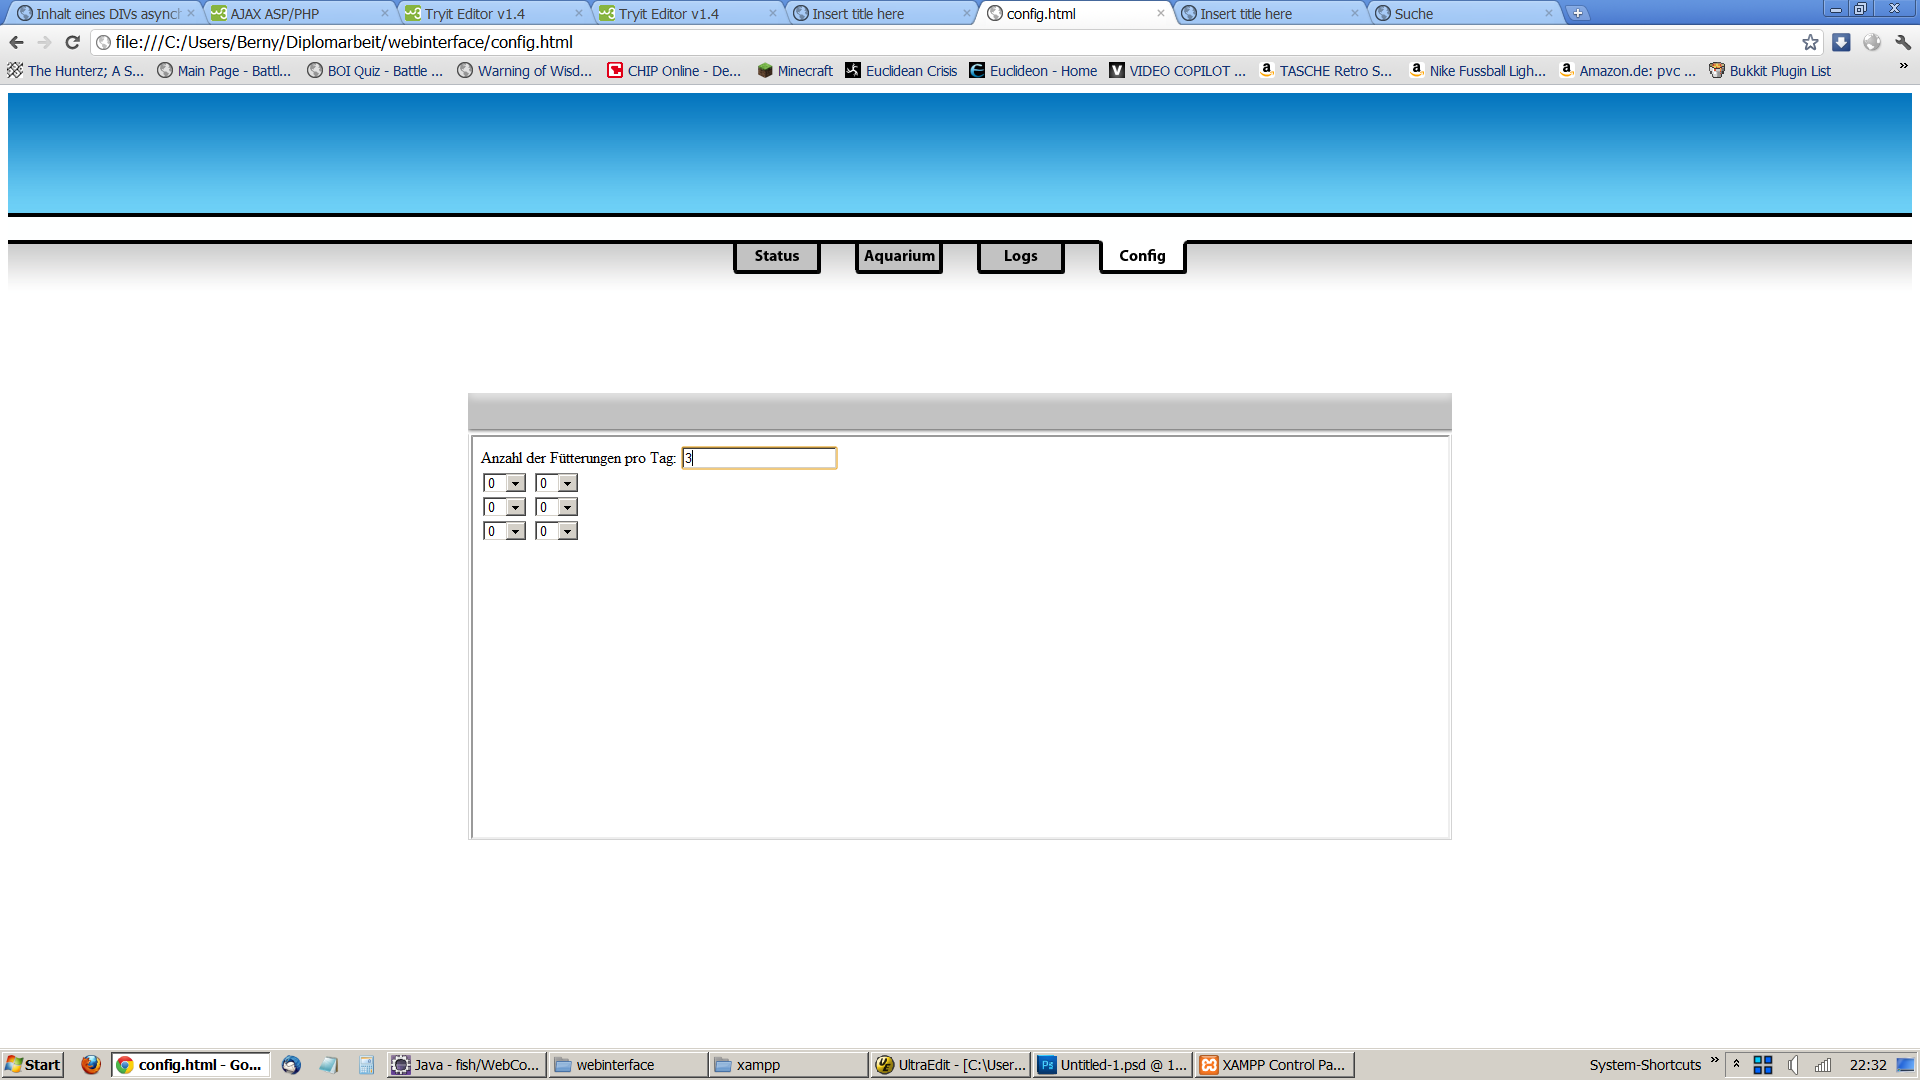 Inhalt eines DIVs asynch
AJAX ASP/PHP
Tryit Editor v1.4
Tryit Editor v1.4
Insert title here
config.html
Insert title here
Suche
file:///C:/Users/Berny/Diplomarbeit/webinterface/config.html
The Hunterz; A S...
Main Page - Battl...
BOI Quiz - Battle ...
Warning of Wisd...
CHIP Online - De...
Minecraft
Euclidean Crisis
Euclideon - Home
VIDEO COPILOT ...
TASCHE Retro S...
Nike Fussball Ligh...
Amazon.de: pvc ...
Bukkit Plugin List
Status
Aquarium
Logs
Config
Anzahl der Fütterungen pro Tag: 3
0 0
0 0
0 0
Start
config.html - Go...
Java - fish/WebCo...
webinterface
xampp
UltraEdit - [C:\User...
Untitled-1.psd @ 1...
XAMPP Control Pa...
System-Shortcuts
22:32